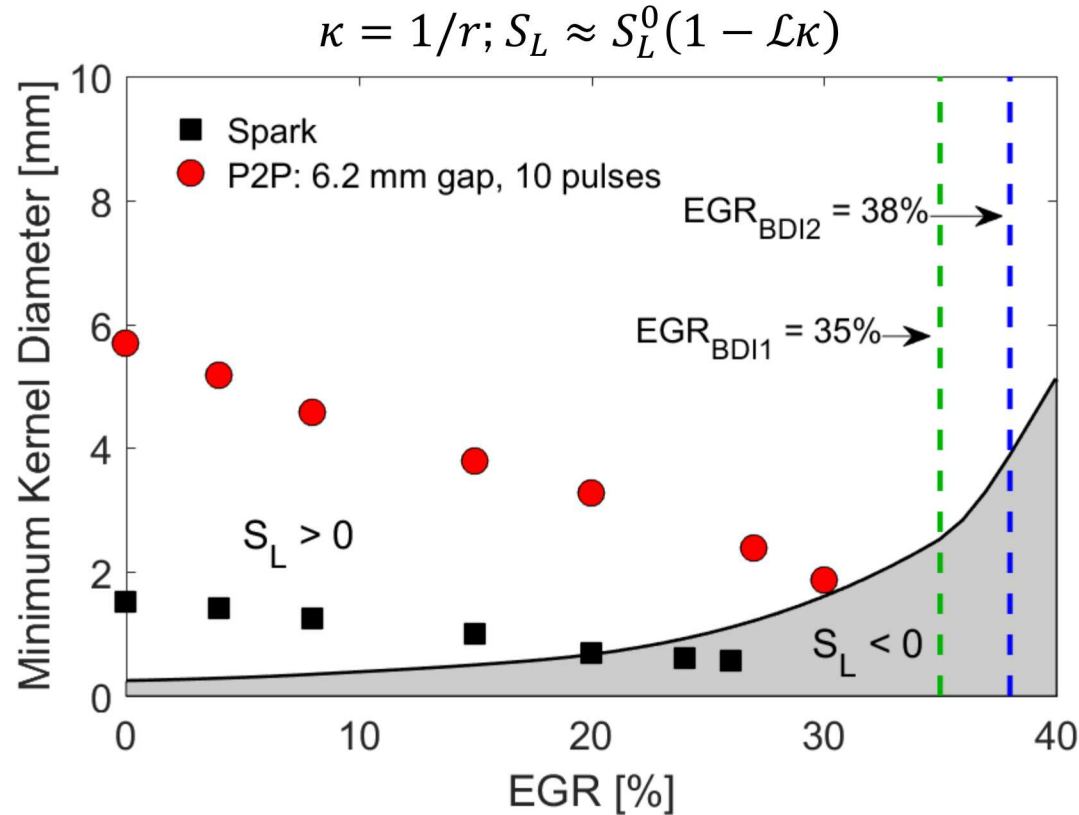 κ = 1/r; S_L ≈ S_L^0(1 − ℒκ)
10
8
6
4
2
0
Minimum Kernel Diameter [mm]
Spark
P2P: 6.2 mm gap, 10 pulses
EGR_BDI2 = 38%
EGR_BDI1 = 35%
S_L > 0
S_L < 0
0 10 20 30 40
EGR [%]